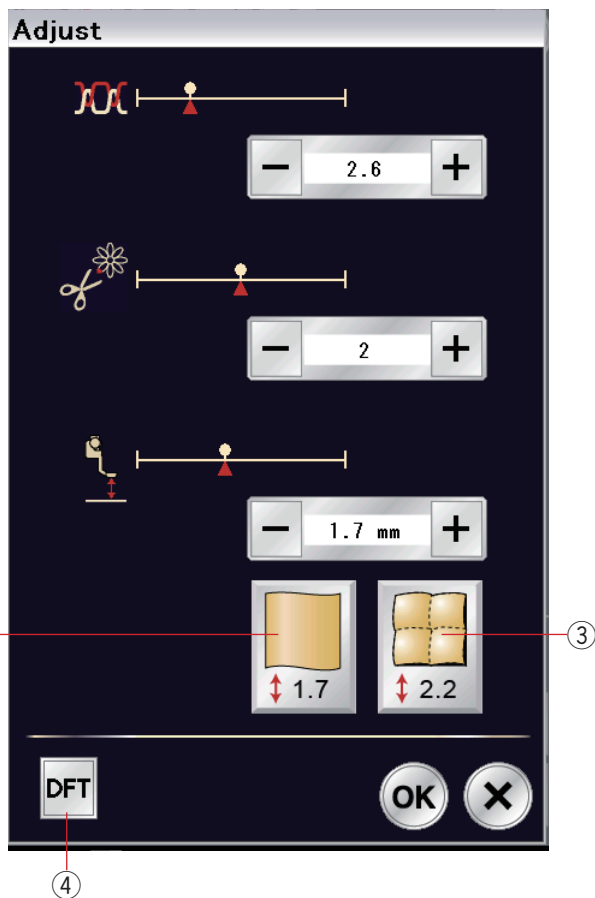 Adjust
− 2.6 +
− 2 +
− 1.7 mm +
1.7 2.2
③
DFT OK ×
④